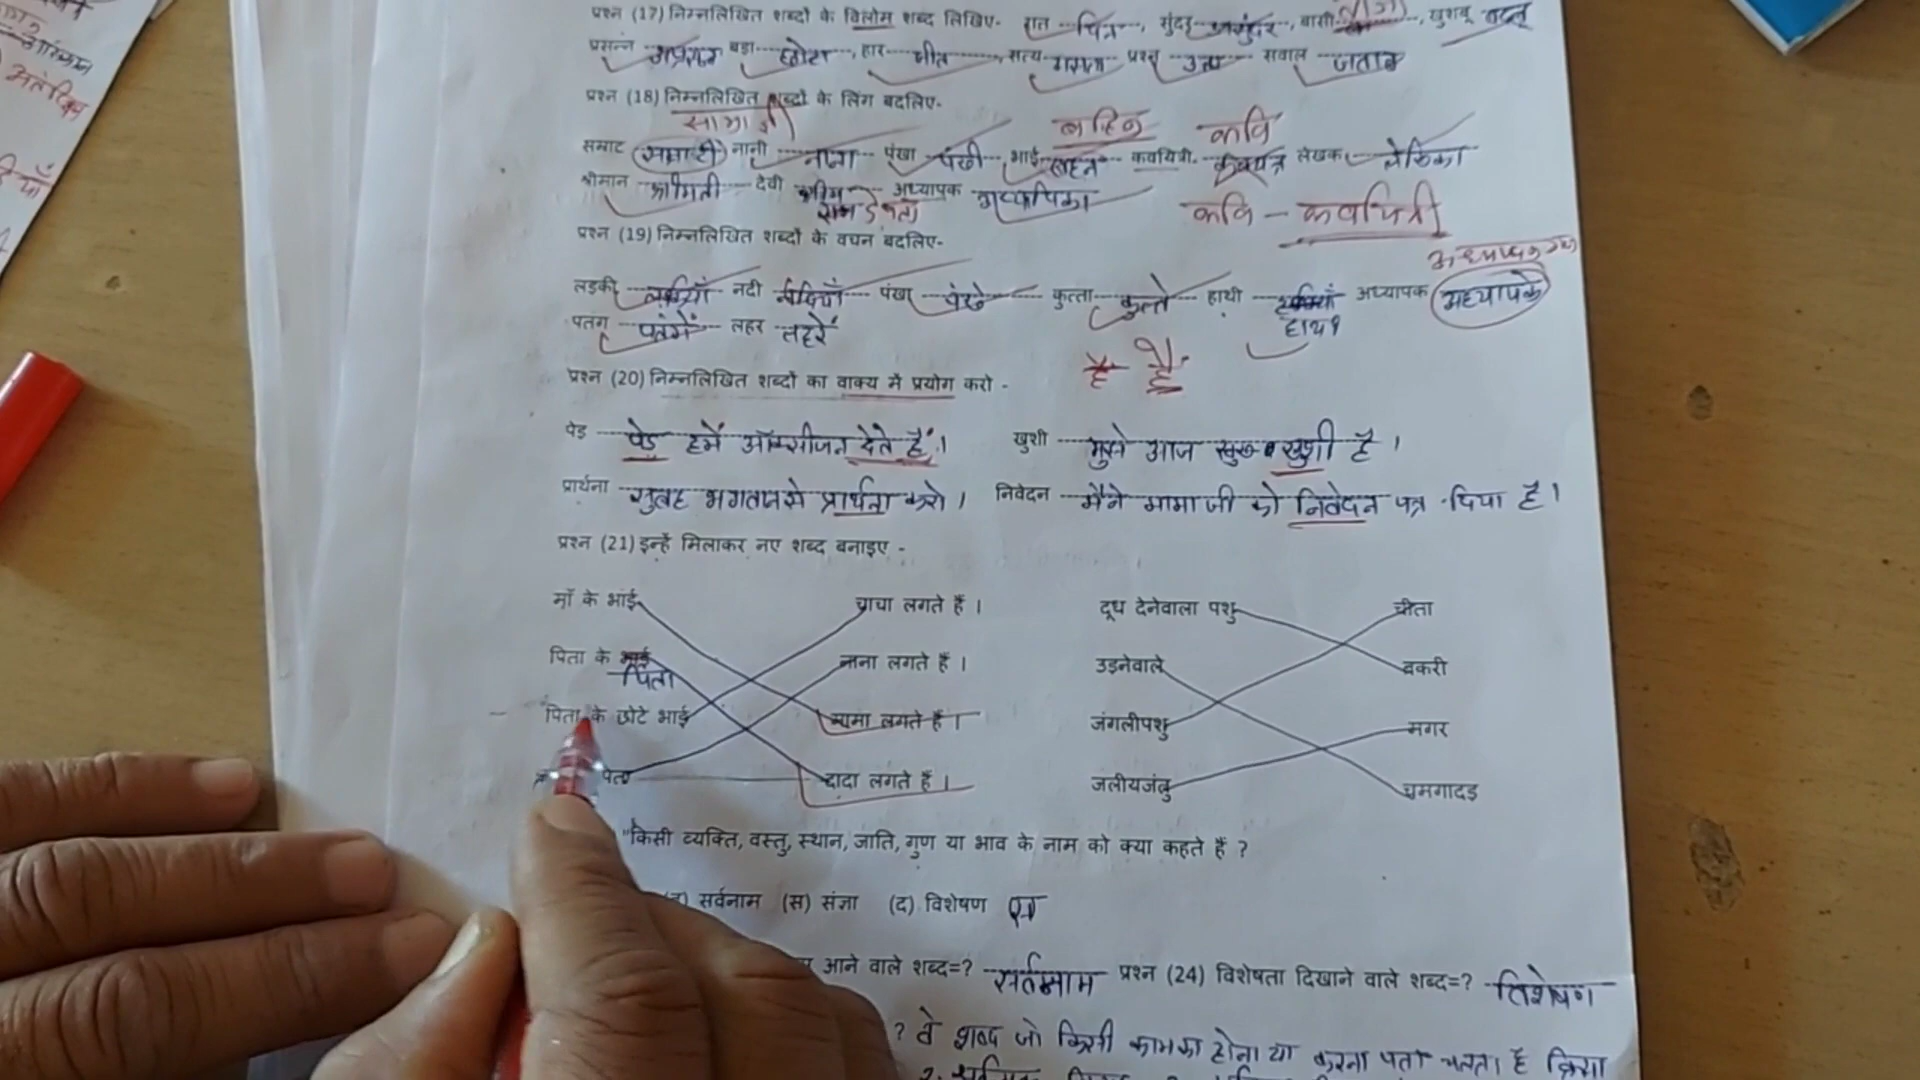 प्रश्न (17) निम्नलिखित शब्दों के विलोम शब्द लिखिए- रात मित्र, सुंदर असुंदर, बासी, खुशबू बदबू
प्रसन्न अप्रसन्न बड़ा छोटा, हार जीत सत्य असत्य प्रश्न उत्तर सवाल जवाब
प्रश्न (18) निम्नलिखित शब्दों के लिंग बदलिए-
साम्राज्ञी बहिन कवि
सम्राट सम्राटी नानी नाना पंखा पंखी, भाई बहन कवयित्री लेखक लेखिका
श्रीमान श्रीमती देवी देवता अध्यापक अध्यापिका
कवि - कवयित्री
प्रश्न (19) निम्नलिखित शब्दों के वचन बदलिए-
लड़की नदी नदियाँ पंखा पंखे कुत्ता कुत्ते हाथी हाथी अध्यापक अध्यापके
पतंग पतंगें लहर लहरें
है हैं
प्रश्न (20) निम्नलिखित शब्दों का वाक्य में प्रयोग करो -
पेड़ पेड़ हमें ऑक्सीजन देते हैं। खुशी मुझे आज खुशी है।
प्रार्थना सुबह भगवान से प्रार्थना करो। निवेदन मैंने मामा जी को निवेदन पत्र दिया है।
प्रश्न (21) इन्हें मिलाकर नए शब्द बनाइए -
माँ के भाई चाचा लगते हैं। दूध देनेवाला पशु चीता
पिता के भाई नाना लगते हैं। उड़नेवाले बकरी
पिता
पिता के छोटे भाई मामा लगते हैं। जंगलीपशु मगर
दादा लगते हैं। जलीयजंतु चमगादड़
"किसी व्यक्ति, वस्तु, स्थान, जाति, गुण या भाव के नाम को क्या कहते हैं ?
सर्वनाम (स) संज्ञा (द) विशेषण स
आने वाले शब्द=? सर्वनाम प्रश्न (24) विशेषता दिखाने वाले शब्द=? विशेषण
? वे शब्द जो किसी काम का होना या करना पता चलता है क्रिया